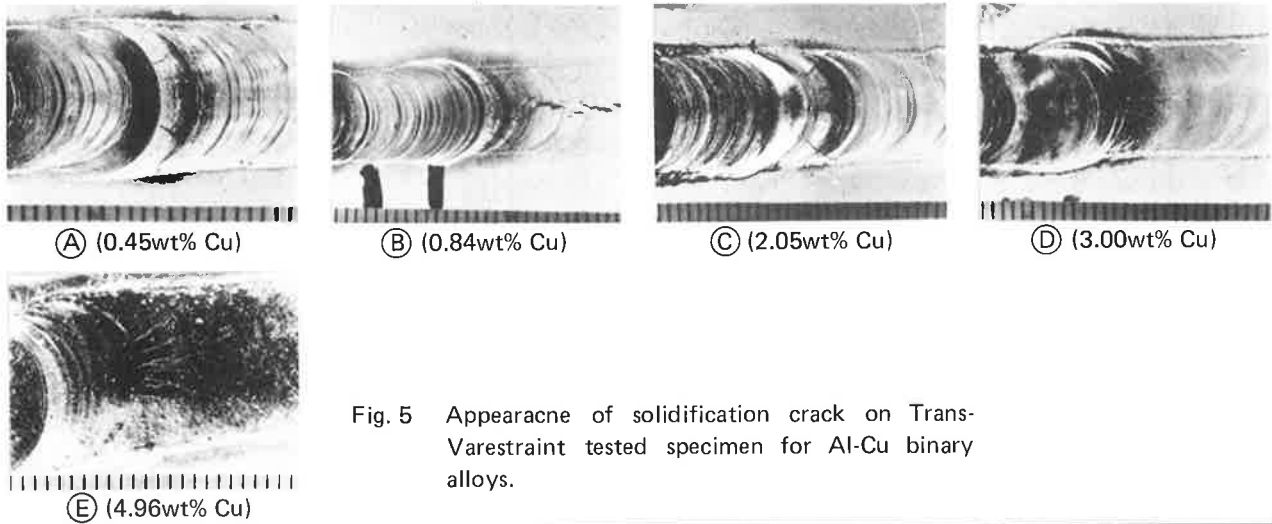 Ⓐ (0.45wt% Cu)
Ⓑ (0.84wt% Cu)
Ⓒ (2.05wt% Cu)
Ⓓ (3.00wt% Cu)
Ⓔ (4.96wt% Cu)
Fig. 5 Appearacne of solidification crack on Trans-
Varestraint tested specimen for Al-Cu binary
alloys.